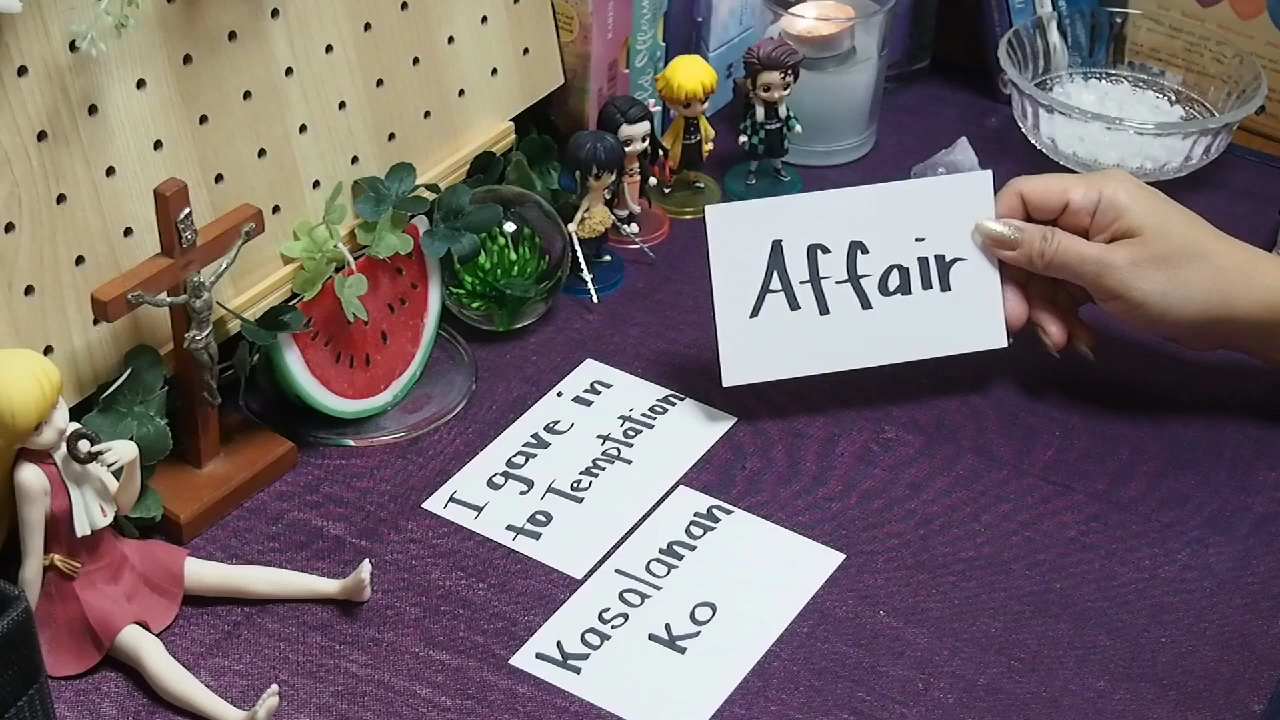 Affair
I gave in
to Temptation
Kasalanan
Ko